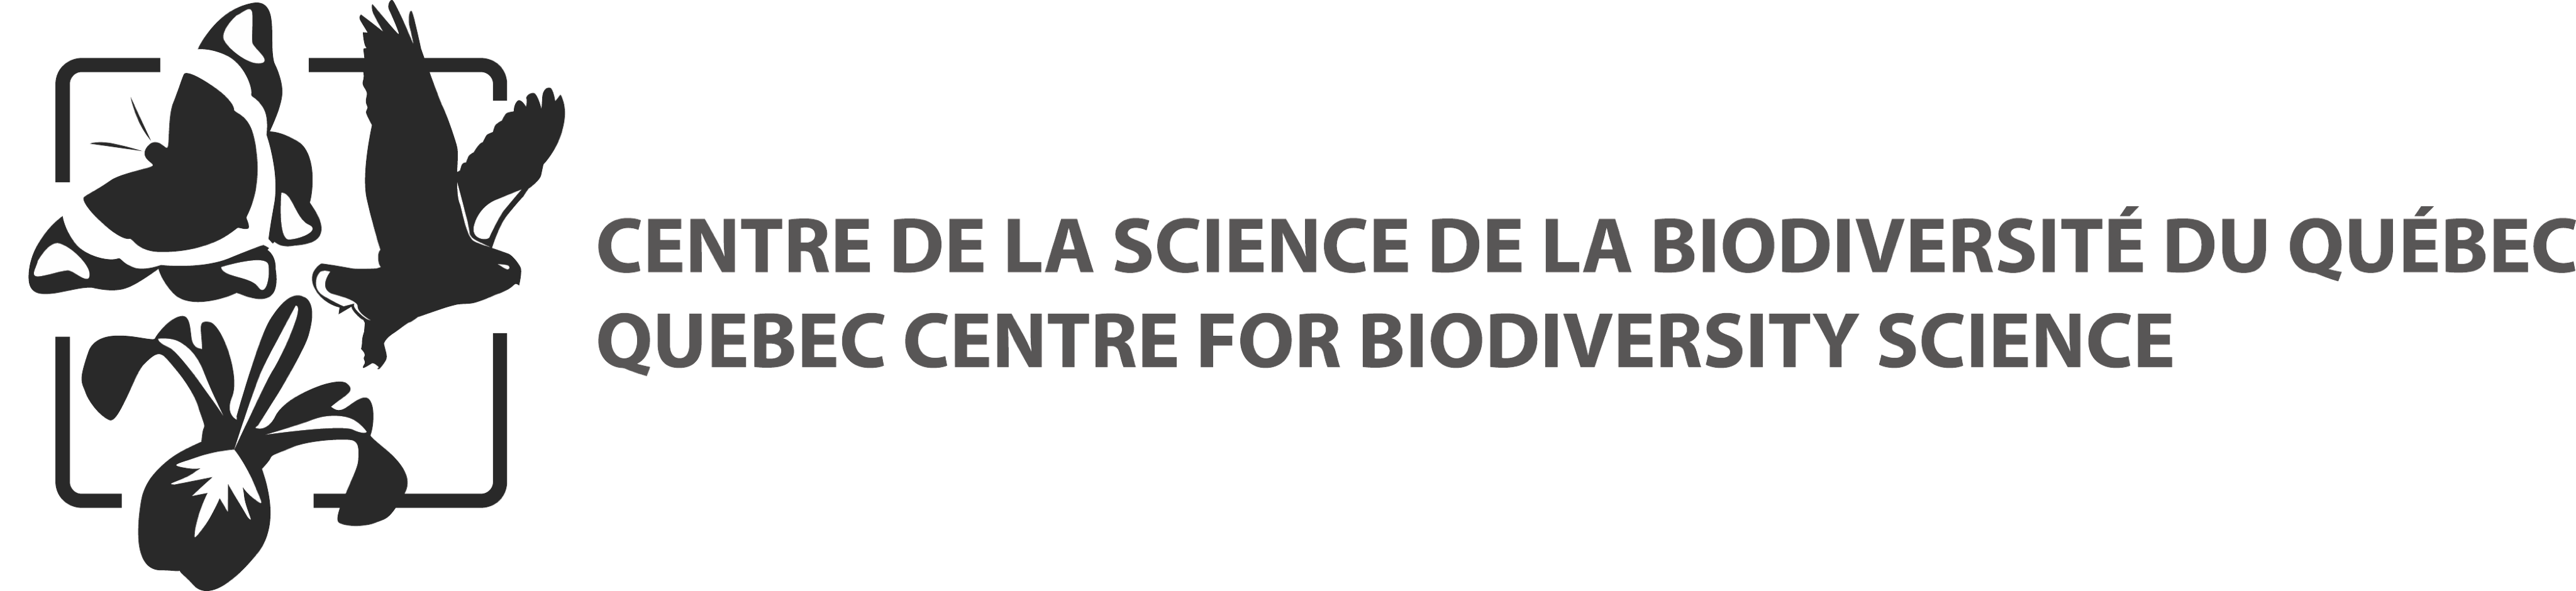 CENTRE DE LA SCIENCE DE LA BIODIVERSITÉ DU QUÉBEC
QUEBEC CENTRE FOR BIODIVERSITY SCIENCE